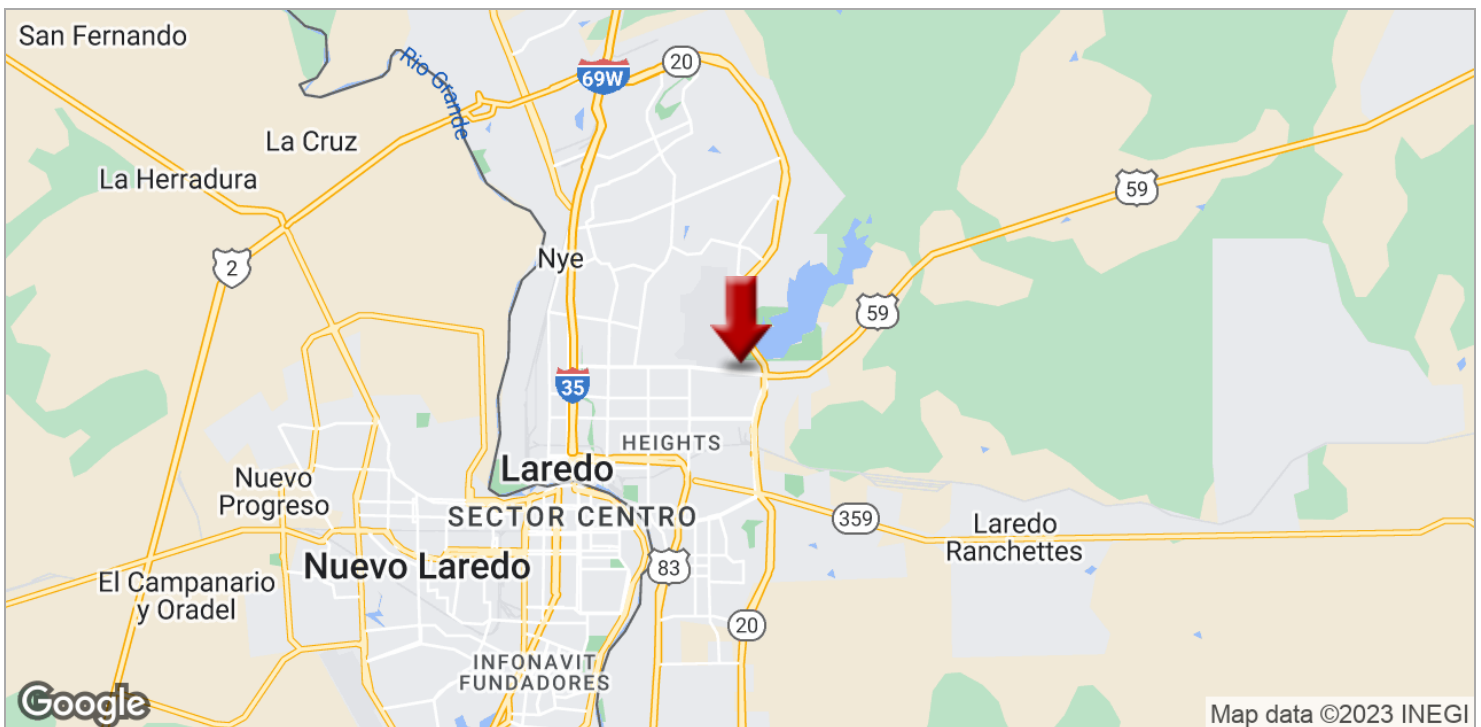 San Fernando
Rio Grande
20
69W
La Cruz
La Herradura
59
Nye
2
59
35
HEIGHTS
Laredo
Nuevo
Progreso
SECTOR CENTRO
359
Laredo
Ranchettes
Nuevo Laredo
83
El Campanario
y Oradel
20
INFONAVIT
FUNDADORES
Google
Map data ©2023 INEGI